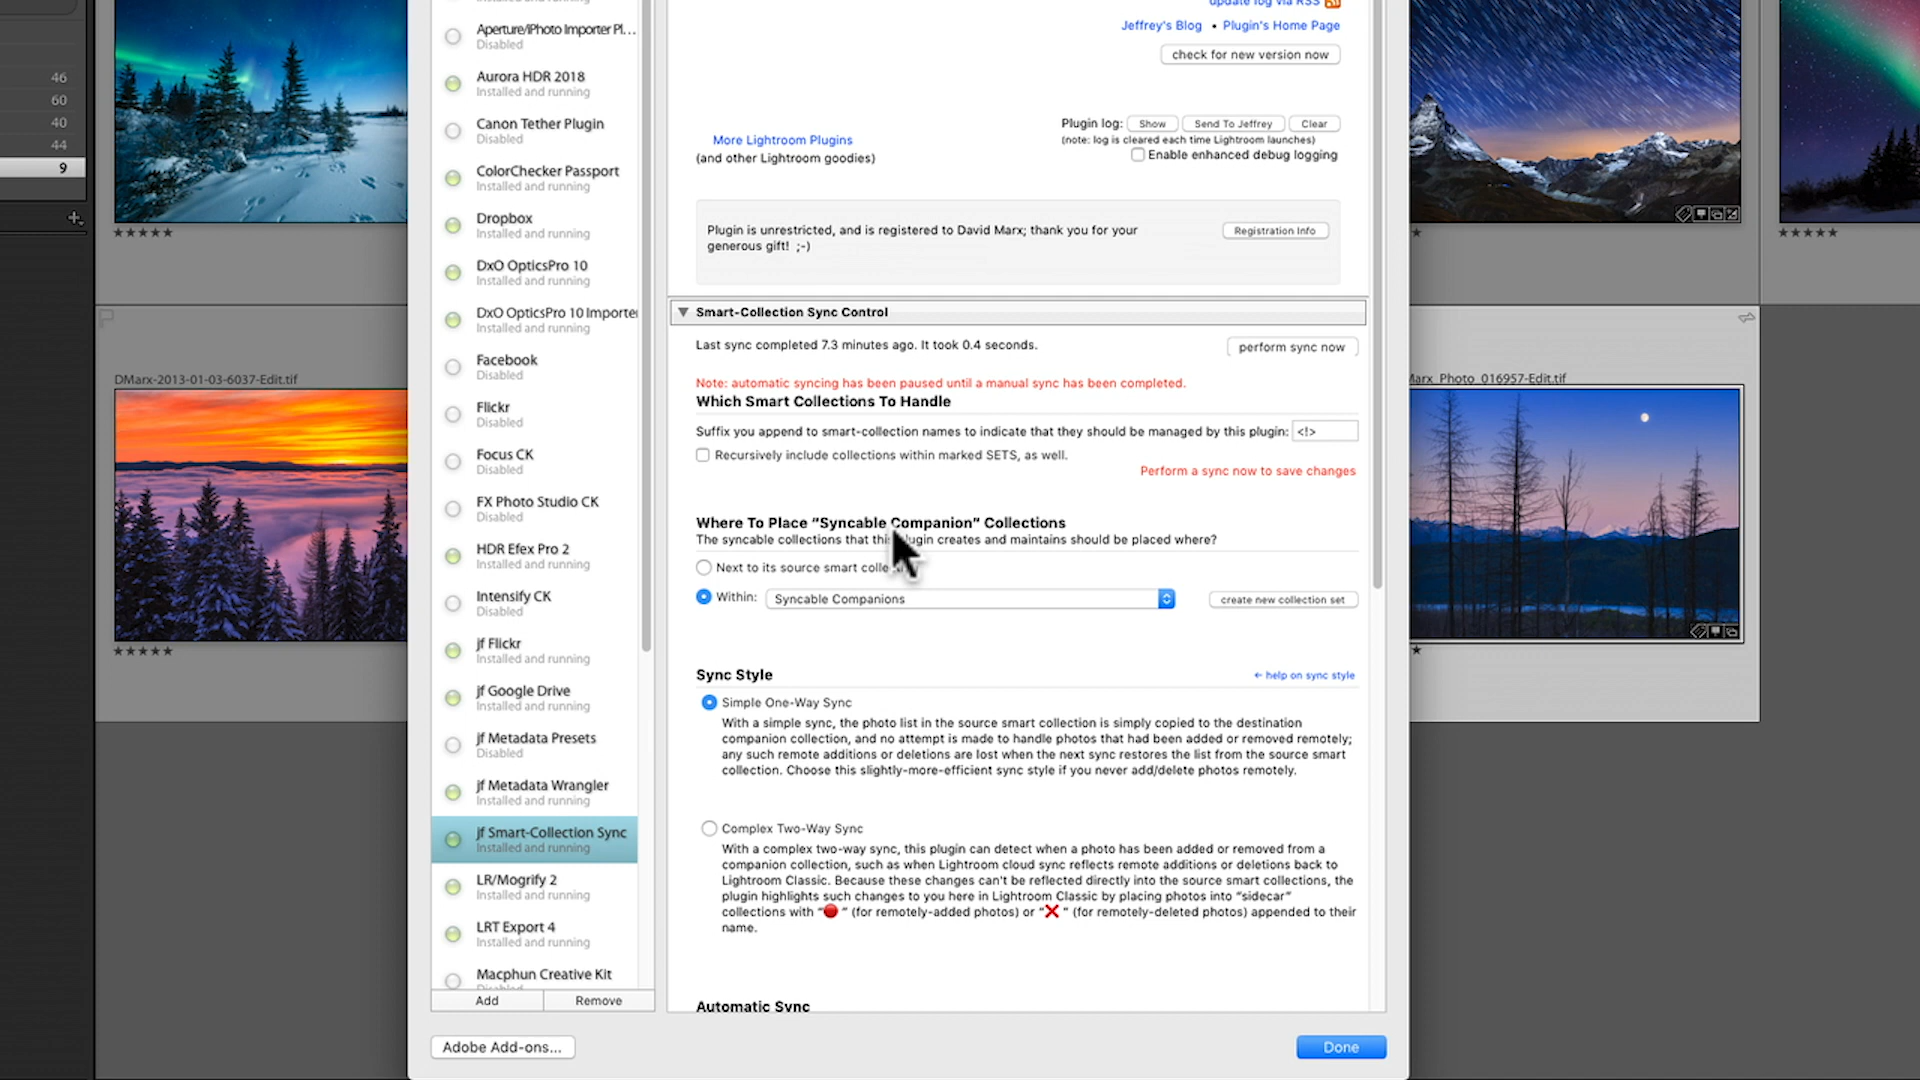 46
60
40
44
9
DMarx-2013-01-03-6037-Edit.tif
Aperture/iPhoto Importer Pl...
Disabled
Aurora HDR 2018
Installed and running
Canon Tether Plugin
Disabled
ColorChecker Passport
Installed and running
Dropbox
Installed and running
DxO OpticsPro 10
Installed and running
DxO OpticsPro 10 Importe
Installed and running
Facebook
Disabled
Flickr
Disabled
Focus CK
Disabled
FX Photo Studio CK
Disabled
HDR Efex Pro 2
Installed and running
Intensify CK
Disabled
jf Flickr
Installed and running
jf Google Drive
Installed and running
jf Metadata Presets
Disabled
jf Metadata Wrangler
Installed and running
jf Smart-Collection Sync
Installed and running
LR/Mogrify 2
Installed and running
LRT Export 4
Installed and running
Macphun Creative Kit
Add Remove
Adobe Add-ons...
update log via RSS
Jeffrey's Blog • Plugin's Home Page
check for new version now
More Lightroom Plugins
(and other Lightroom goodies)
Plugin log: Show Send To Jeffrey Clear
(note: log is cleared each time Lightroom launches)
Enable enhanced debug logging
Plugin is unrestricted, and is registered to David Marx; thank you for your
generous gift! ;-)
Registration Info
Smart-Collection Sync Control
Last sync completed 7.3 minutes ago. It took 0.4 seconds.
perform sync now
Note: automatic syncing has been paused until a manual sync has been completed.
Which Smart Collections To Handle
Suffix you append to smart-collection names to indicate that they should be managed by this plugin: <!>
Recursively include collections within marked SETS, as well.
Perform a sync now to save changes
Where To Place “Syncable Companion” Collections
The syncable collections that this plugin creates and maintains should be placed where?
Next to its source smart colle
Within: Syncable Companions create new collection set
Sync Style
← help on sync style
Simple One-Way Sync
With a simple sync, the photo list in the source smart collection is simply copied to the destination
companion collection, and no attempt is made to handle photos that had been added or removed remotely;
any such remote additions or deletions are lost when the next sync restores the list from the source smart
collection. Choose this slightly-more-efficient sync style if you never add/delete photos remotely.
Complex Two-Way Sync
With a complex two-way sync, this plugin can detect when a photo has been added or removed from a
companion collection, such as when Lightroom cloud sync reflects remote additions or deletions back to
Lightroom Classic. Because these changes can't be reflected directly into the source smart collections, the
plugin highlights such changes to you here in Lightroom Classic by placing photos into “sidecar”
collections with “🔴” (for remotely-added photos) or “❌” (for remotely-deleted photos) appended to their
name.
Automatic Sync
Done
Marx_Photo_016957-Edit.tif